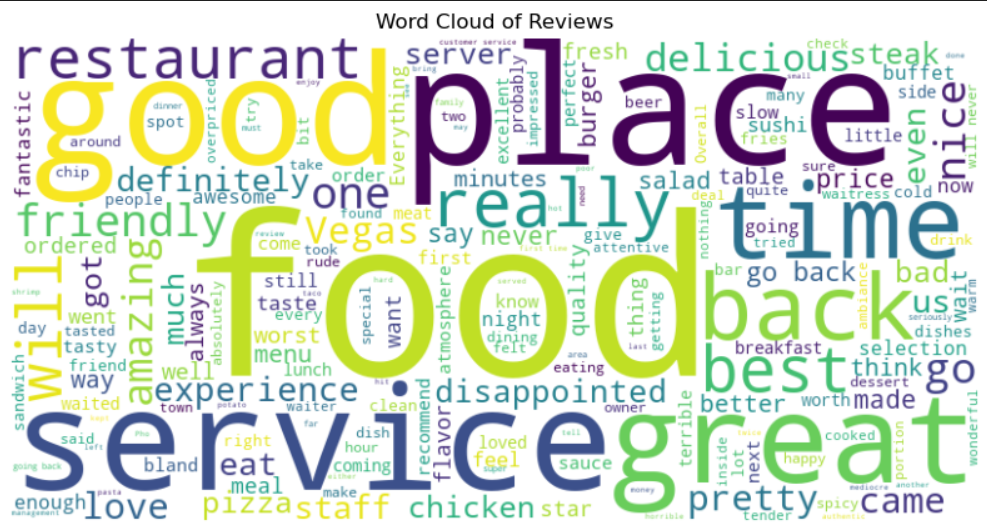 Word Cloud of Reviews
restaurant
customer service
server
fresh
check
delicious
steak
done
good
place
Everything
bring
enjoy
excellent
impressed
probably
perfect
burger
small
buffet
side
many
fantastic
dinner
spot
overpriced
try
must
bit
family
two
may
beer
slow
sushi
fries
Overall
little
even
nice
will never
around
chip
take
order
definitely
people
awesome
one
minutes
poor
need
salad
table
deal
quite
sure
price
waitress
cold
now
friendly
Vegas
found
meat
really
hot
say
never
give
attentive
nothing
going
tried
time
drink
ordered
review
come
took
rude
first
first time
bar
go back
bad
us
wait
warm
will
got
amazing
much
always
absolutely
food
still
taste
taco
every
special
hard
want
atmosphere
served
know
night
dining
felt
quality
thing
getting
last
back
ambiance
seriously
dishes
shrimp
day
went
tasted
tasty
friend
way
worst
menu
lunch
well
area
eating
breakfast
selection
best
think
go
sandwich
waited
experience
hit
disappointed
owner
better
worth
dessert
made
wonderful
town
potato
waiter
clean
recommend
flavor
service
great
said
left
Pho
right
far
dish
hour
loved
feel
tell
terrible
inside
lot
twice
next
cooked
happy
portion
going back
bland
eat
either
coming
super
sauce
enough
pasta
meal
make
money
mediocre
another
management
love
pizza
staff
chicken
star
horrible
pretty
tender
spicy
authentic
came